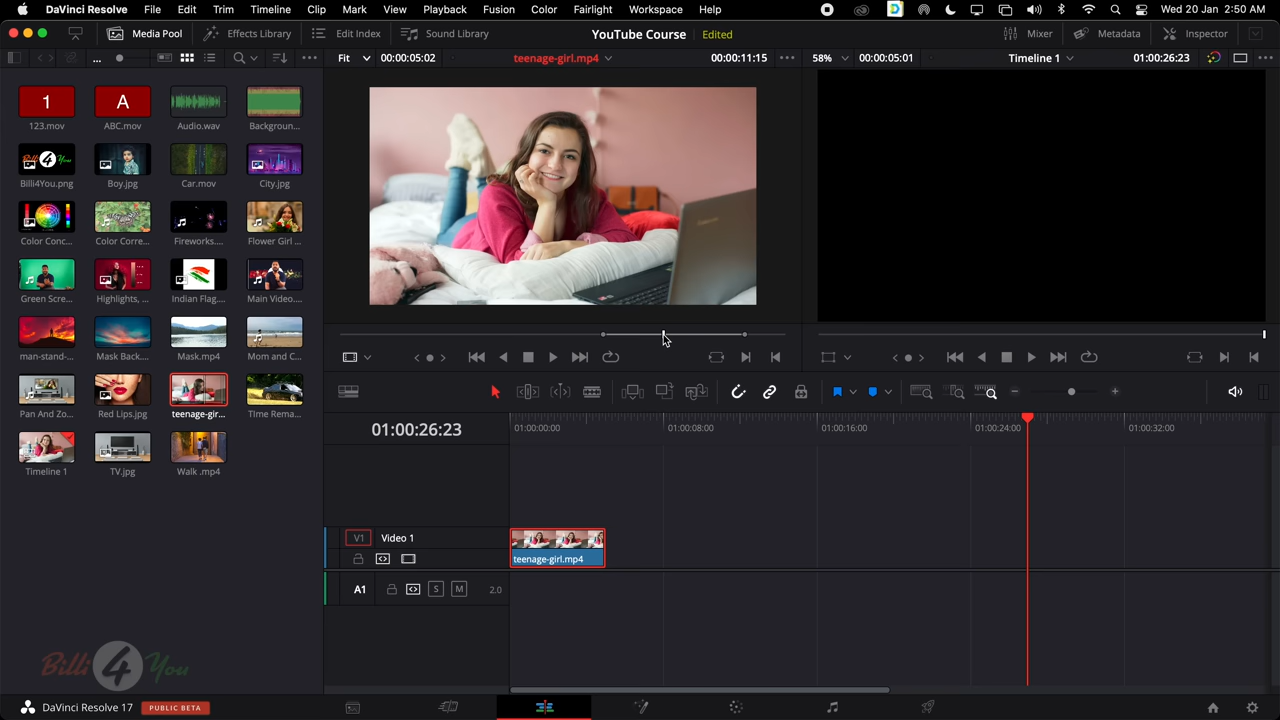 DaVinci Resolve File Edit Trim Timeline Clip Mark View Playback Fusion Color Fairlight Workspace Help Wed 20 Jan 2:50 AM
Media Pool Effects Library Edit Index Sound Library YouTube Course Edited Mixer Metadata Inspector
... Fit 00:00:05:02 teenage-girl.mp4 00:00:11:15 58% 00:00:05:01 Timeline 1 01:00:26:23
1 A
123.mov ABC.mov Audio.wav Backgroun...
Billi 4 You
Billi4You.png Boy.jpg Car.mov City.jpg
Color Conc... Color Corre... Fireworks.... Flower Girl ...
Green Scre... Highlights, ... Indian Flag.... Main Video....
man-stand-... Mask Back.... Mask.mp4 Mom and C...
Pan And Zo... Red Lips.jpg teenage-gir... TIme Rema...
Timeline 1 TV.jpg Walk .mp4
01:00:26:23 01:00:00:00 01:00:08:00 01:00:16:00 01:00:24:00 01:00:32:00
V1 Video 1
teenage-girl.mp4
A1 S M 2.0
Billi 4 You
DaVinci Resolve 17 PUBLIC BETA